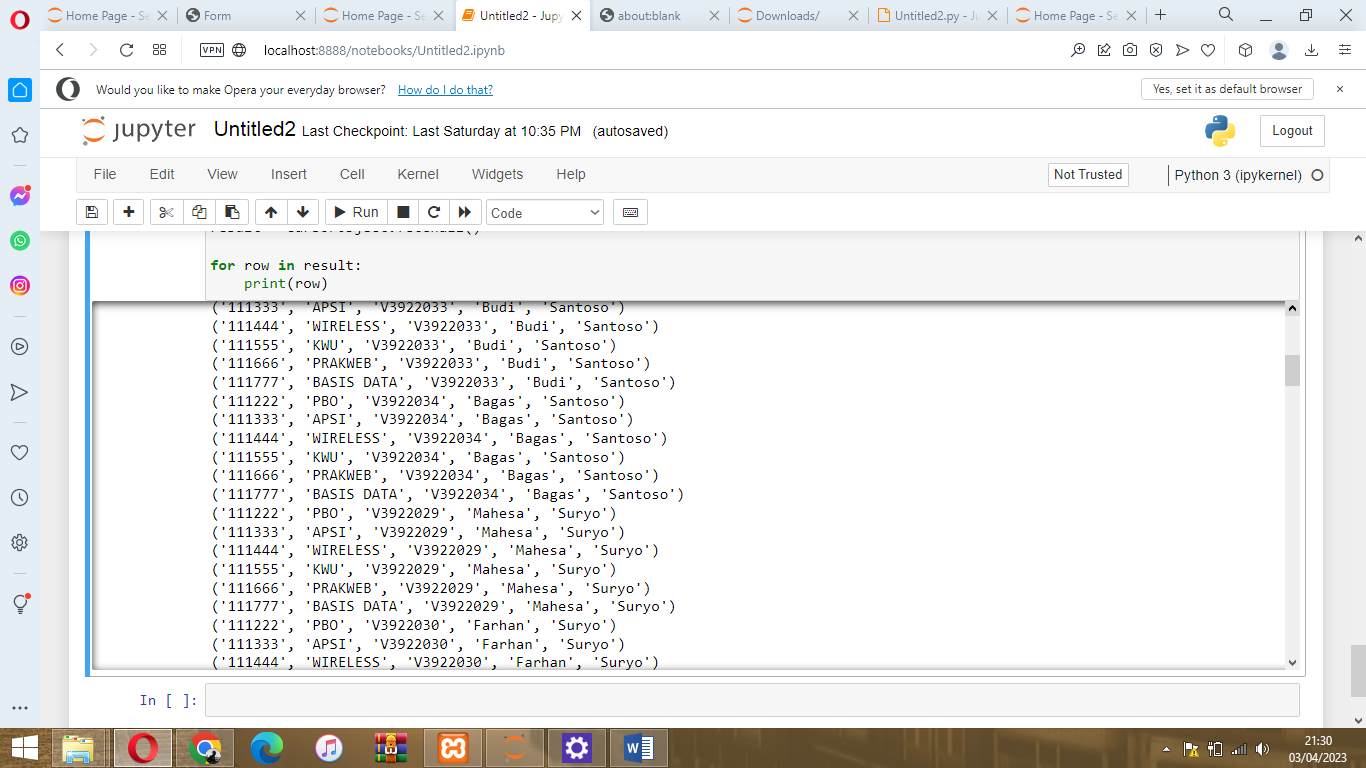 Home Page - Se
Form
Home Page - Se
Untitled2 - Jupy
about:blank
Downloads/
Untitled2.py - Ju
Home Page - Se
VPN
localhost:8888/notebooks/Untitled2.ipynb
Would you like to make Opera your everyday browser? How do I do that?
Yes, set it as default browser
jupyter Untitled2 Last Checkpoint: Last Saturday at 10:35 PM (autosaved)
Logout
File Edit View Insert Cell Kernel Widgets Help
Not Trusted
Python 3 (ipykernel)
Run
Code
for row in result:
print(row)
('111333', 'APSI', 'V3922033', 'Budi', 'Santoso')
('111444', 'WIRELESS', 'V3922033', 'Budi', 'Santoso')
('111555', 'KWU', 'V3922033', 'Budi', 'Santoso')
('111666', 'PRAKWEB', 'V3922033', 'Budi', 'Santoso')
('111777', 'BASIS DATA', 'V3922033', 'Budi', 'Santoso')
('111222', 'PBO', 'V3922034', 'Bagas', 'Santoso')
('111333', 'APSI', 'V3922034', 'Bagas', 'Santoso')
('111444', 'WIRELESS', 'V3922034', 'Bagas', 'Santoso')
('111555', 'KWU', 'V3922034', 'Bagas', 'Santoso')
('111666', 'PRAKWEB', 'V3922034', 'Bagas', 'Santoso')
('111777', 'BASIS DATA', 'V3922034', 'Bagas', 'Santoso')
('111222', 'PBO', 'V3922029', 'Mahesa', 'Suryo')
('111333', 'APSI', 'V3922029', 'Mahesa', 'Suryo')
('111444', 'WIRELESS', 'V3922029', 'Mahesa', 'Suryo')
('111555', 'KWU', 'V3922029', 'Mahesa', 'Suryo')
('111666', 'PRAKWEB', 'V3922029', 'Mahesa', 'Suryo')
('111777', 'BASIS DATA', 'V3922029', 'Mahesa', 'Suryo')
('111222', 'PBO', 'V3922030', 'Farhan', 'Suryo')
('111333', 'APSI', 'V3922030', 'Farhan', 'Suryo')
('111444', 'WIRELESS', 'V3922030', 'Farhan', 'Suryo')
In [ ]:
21:30
03/04/2023